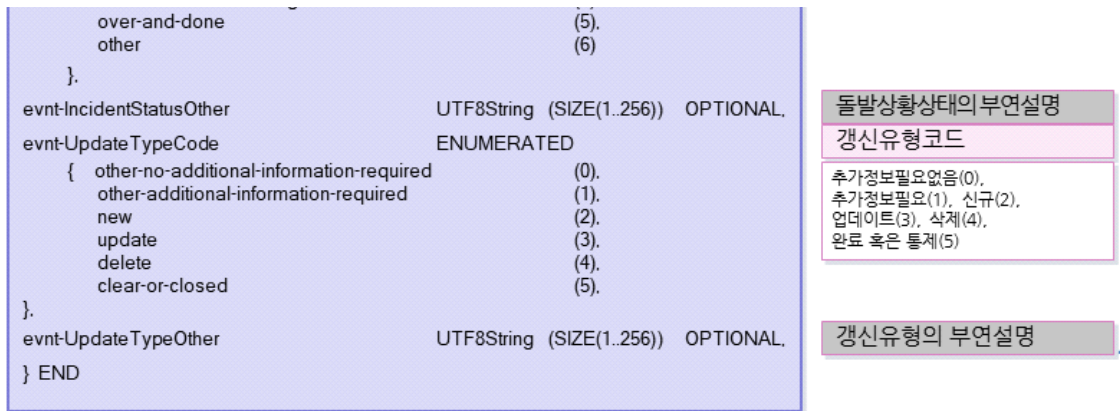 over-and-done (5),
other (6)
},
evnt-IncidentStatusOther UTF8String (SIZE(1..256)) OPTIONAL,
돌발상황상태의 부연설명
evnt-UpdateTypeCode ENUMERATED
갱신유형코드
{ other-no-additional-information-required (0),
other-additional-information-required (1),
new (2),
update (3),
delete (4),
clear-or-closed (5),
},
추가정보필요없음(0),
추가정보필요(1), 신규(2),
업데이트(3), 삭제(4),
완료 혹은 통제(5)
evnt-UpdateTypeOther UTF8String (SIZE(1..256)) OPTIONAL,
갱신유형의 부연설명
} END